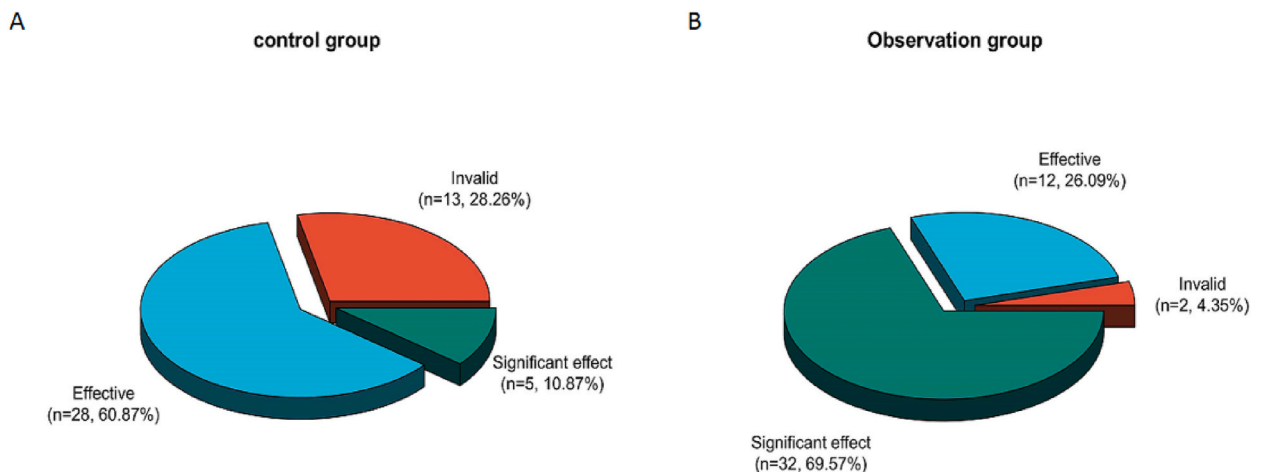 A
control group
Invalid
(n=13, 28.26%)
Significant effect
(n=5, 10.87%)
Effective
(n=28, 60.87%)
B
Observation group
Effective
(n=12, 26.09%)
Invalid
(n=2, 4.35%)
Significant effect
(n=32, 69.57%)